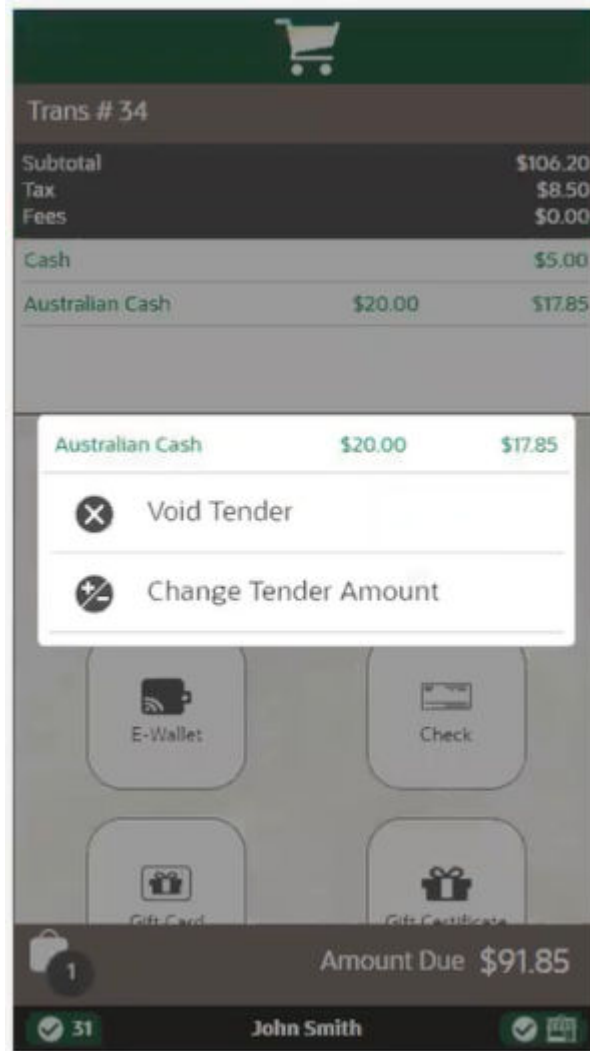 Trans # 34
Subtotal $106.20
Tax $8.50
Fees $0.00
Cash $5.00
Australian Cash $20.00 $17.85
Australian Cash $20.00 $17.85
Void Tender
Change Tender Amount
E-Wallet Check
Gift Card Gift Certificate
1 Amount Due $91.85
31 John Smith